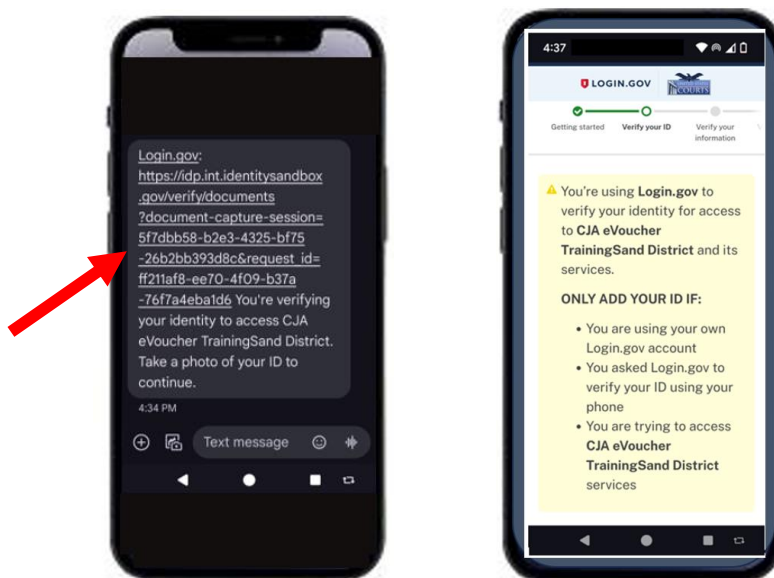 Login.gov:
https://idp.int.identitysandbox
.gov/verify/documents
?document-capture-session=
5f7dbb58-b2e3-4325-bf75
-26b2bb393d8c&request_id=
ff211af8-ee70-4f09-b37a
-76f7a4eba1d6 You're verifying
your identity to access CJA
eVoucher TrainingSand District.
Take a photo of your ID to
continue.
4:34 PM
Text message
4:37
LOGIN.GOV
COURTS
Getting started Verify your ID Verify your
information
You're using Login.gov to
verify your identity for access
to CJA eVoucher
TrainingSand District and its
services.
ONLY ADD YOUR ID IF:
• You are using your own
Login.gov account
• You asked Login.gov to
verify your ID using your
phone
• You are trying to access
CJA eVoucher
TrainingSand District
services